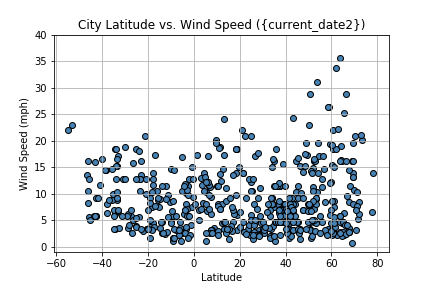 City Latitude vs. Wind Speed ({current_date2})
Wind Speed (mph)
40
35
30
25
20
15
10
5
0
−60 −40 −20 0 20 40 60 80
Latitude